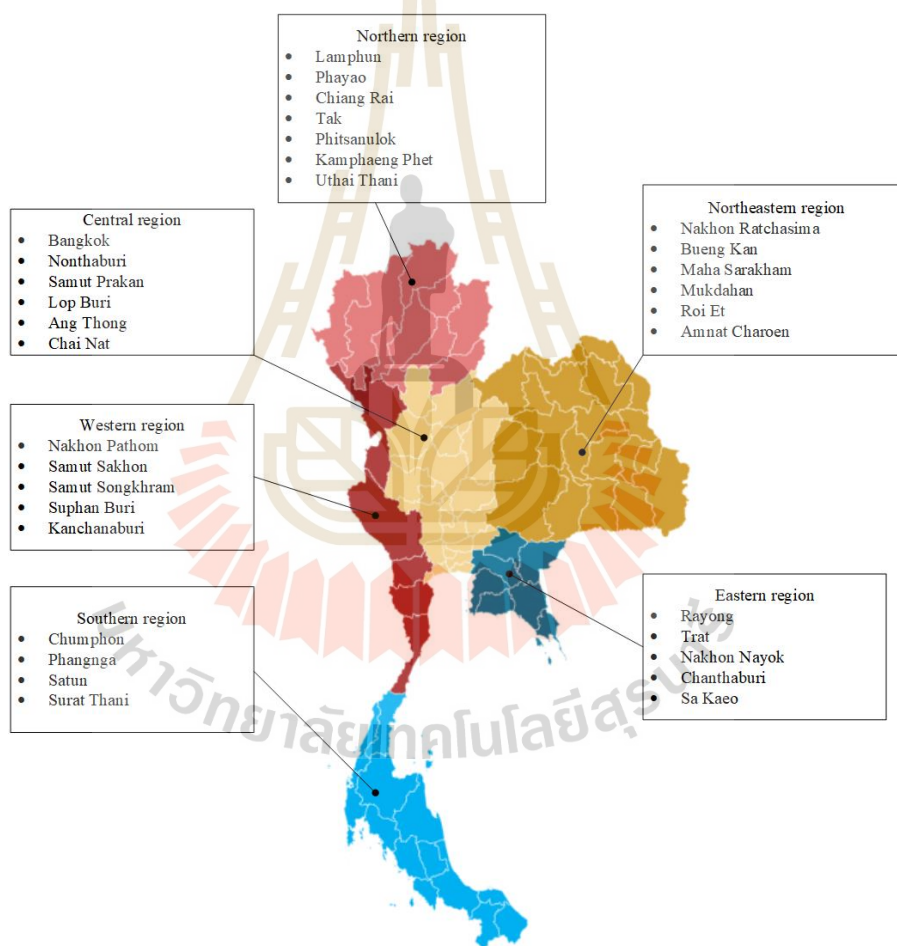 Northern region
• Lamphun
• Phayao
• Chiang Rai
• Tak
• Phitsanulok
• Kamphaeng Phet
• Uthai Thani
Central region
• Bangkok
• Nonthaburi
• Samut Prakan
• Lop Buri
• Ang Thong
• Chai Nat
Northeastern region
• Nakhon Ratchasima
• Bueng Kan
• Maha Sarakham
• Mukdahan
• Roi Et
• Amnat Charoen
Western region
• Nakhon Pathom
• Samut Sakhon
• Samut Songkhram
• Suphan Buri
• Kanchanaburi
Southern region
• Chumphon
• Phangnga
• Satun
• Surat Thani
Eastern region
• Rayong
• Trat
• Nakhon Nayok
• Chanthaburi
• Sa Kaeo
มหาวิทยาลัยเทคโนโลยีสุรนารี